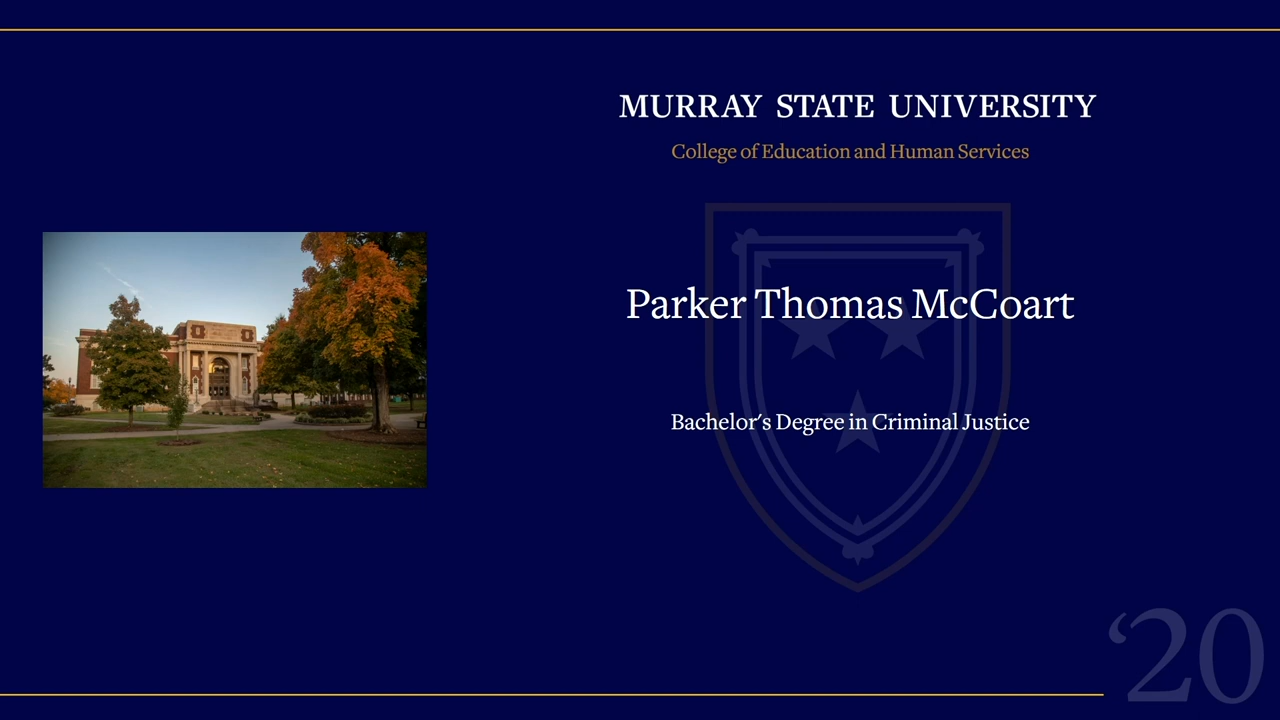 MURRAY STATE UNIVERSITY
College of Education and Human Services
Parker Thomas McCoart
Bachelor's Degree in Criminal Justice
‘20